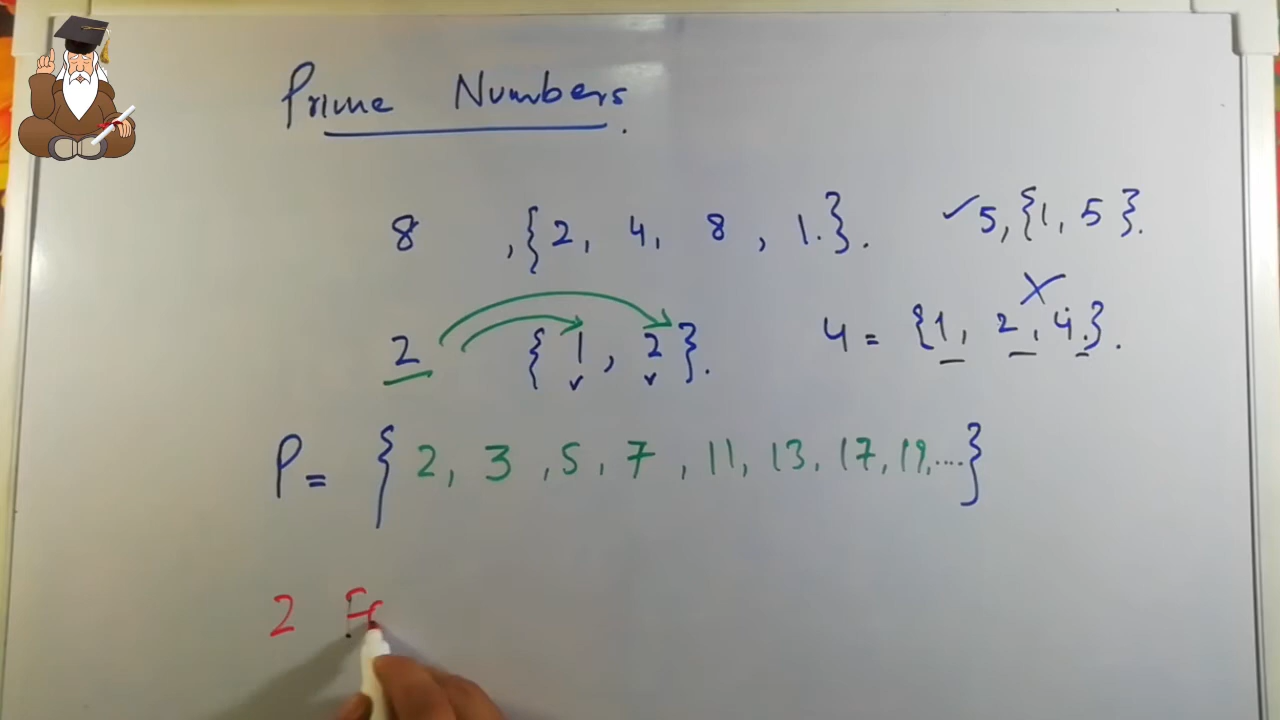 Prime Numbers.
8 ,{2, 4, 8, 1.}. ✓5,{1, 5}.
2 {1, 2}. 4 = {1, 2, 4.}.
P = {2, 3, 5, 7, 11, 13, 17, 19, ....}
2